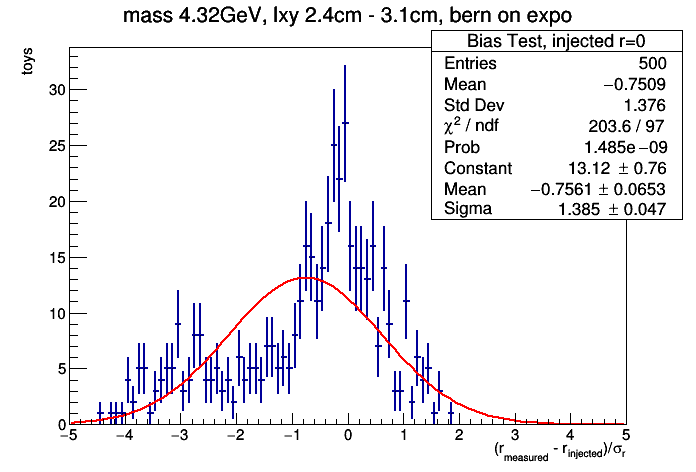 mass 4.32GeV, lxy 2.4cm - 3.1cm, bern on expo
Bias Test, injected r=0
Entries 500
Mean −0.7509
Std Dev 1.376
χ² / ndf 203.6 / 97
Prob 1.485e−09
Constant 13.12 ± 0.76
Mean −0.7561 ± 0.0653
Sigma 1.385 ± 0.047
toys
30
25
20
15
10
5
0
−5 −4 −3 −2 −1 0 1 2 3 4 5
(r_measured - r_injected)/σ_r